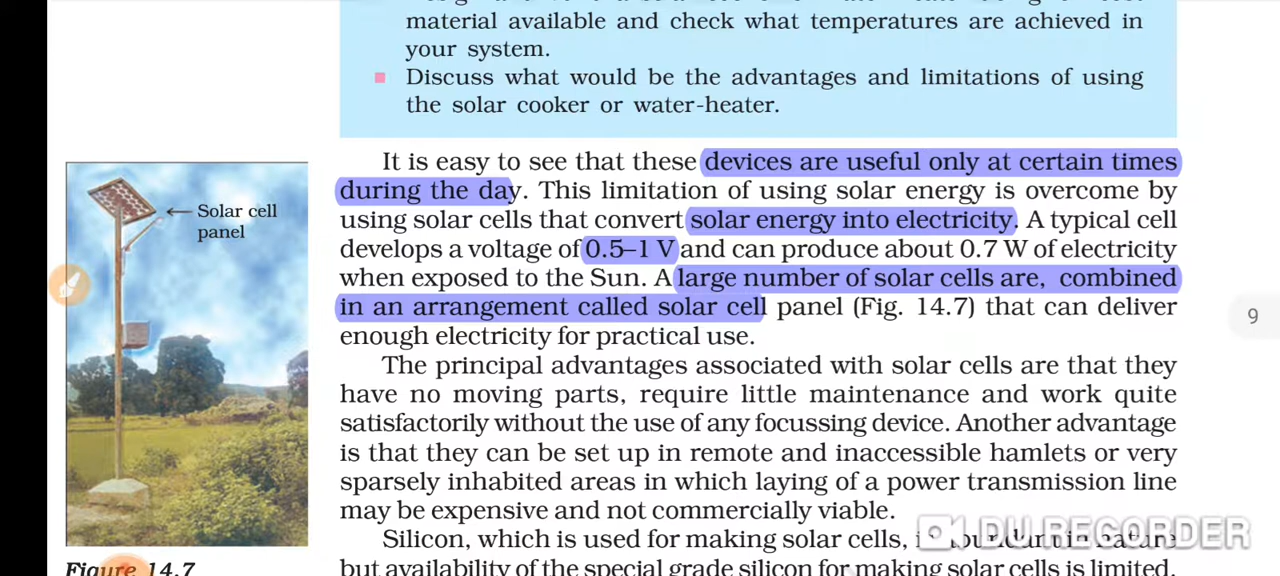 material available and check what temperatures are achieved in
your system.
Discuss what would be the advantages and limitations of using
the solar cooker or water-heater.
It is easy to see that these devices are useful only at certain times
during the day. This limitation of using solar energy is overcome by
using solar cells that convert solar energy into electricity. A typical cell
develops a voltage of 0.5–1 V and can produce about 0.7 W of electricity
when exposed to the Sun. A large number of solar cells are, combined
in an arrangement called solar cell panel (Fig. 14.7) that can deliver
enough electricity for practical use.
The principal advantages associated with solar cells are that they
have no moving parts, require little maintenance and work quite
satisfactorily without the use of any focussing device. Another advantage
is that they can be set up in remote and inaccessible hamlets or very
sparsely inhabited areas in which laying of a power transmission line
may be expensive and not commercially viable.
Silicon, which is used for making solar cells, is abundant in nature
but availability of the special grade silicon for making solar cells is limited.
Solar cell
panel
Figure 14.7
9
DU RECORDER